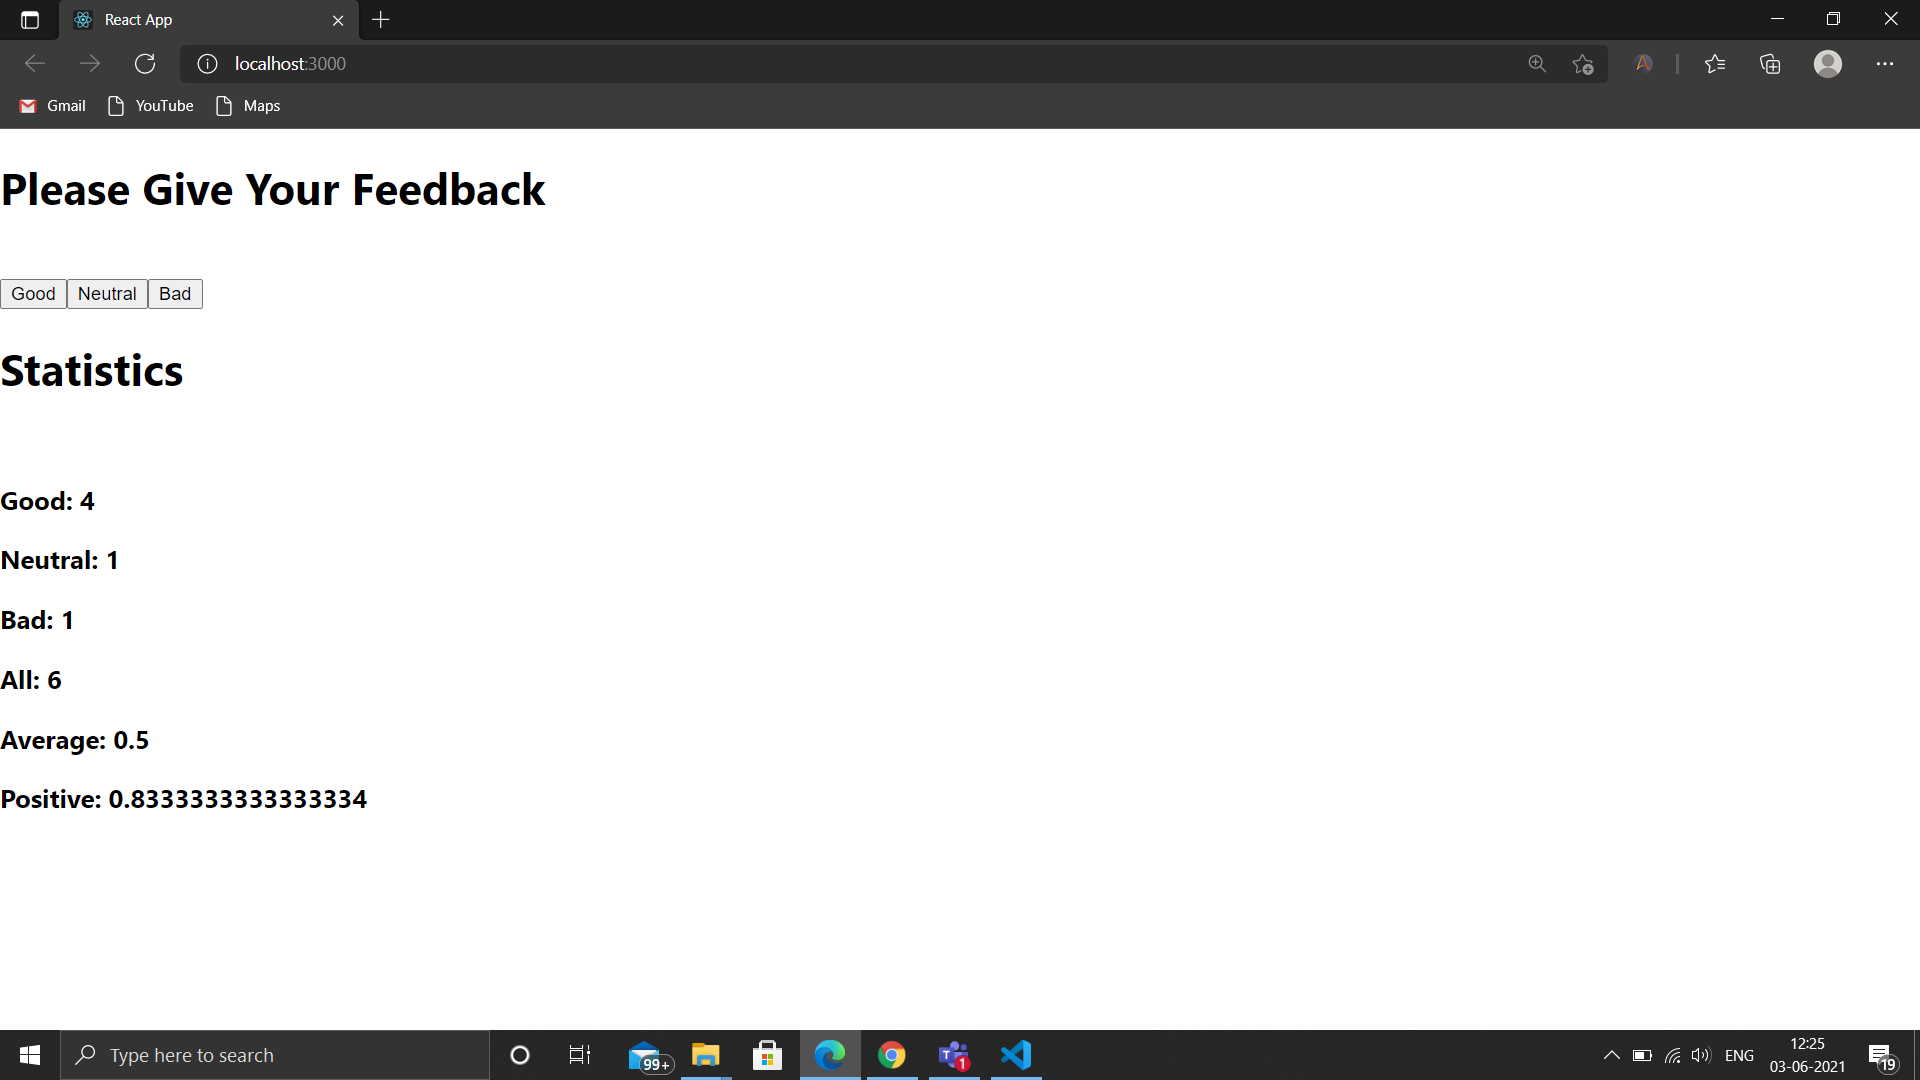 React App
localhost:3000
Gmail YouTube Maps
Please Give Your Feedback
Good Neutral Bad
Statistics
Good: 4
Neutral: 1
Bad: 1
All: 6
Average: 0.5
Positive: 0.8333333333333334
Type here to search
99+
T 1
ENG
12:25
03-06-2021
19